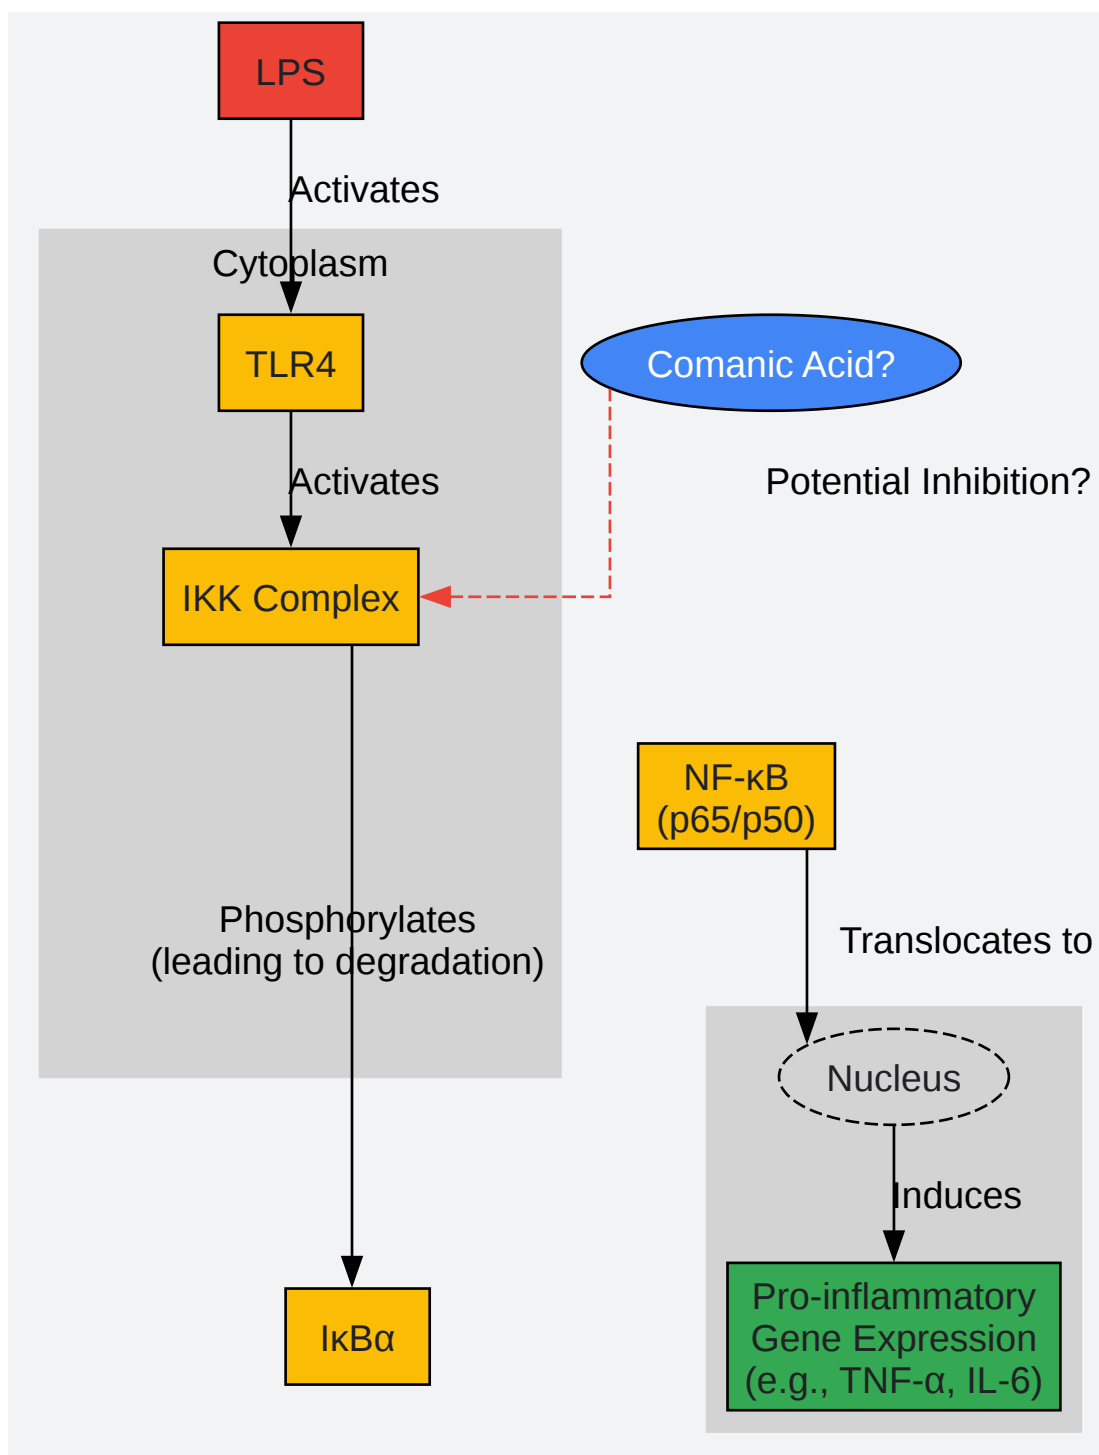 LPS
Activates
Cytoplasm
TLR4
Comanic Acid?
Activates
Potential Inhibition?
IKK Complex
NF-κB
(p65/p50)
Phosphorylates
(leading to degradation)
Translocates to
Nucleus
Induces
IκBα
Pro-inflammatory
Gene Expression
(e.g., TNF-α, IL-6)